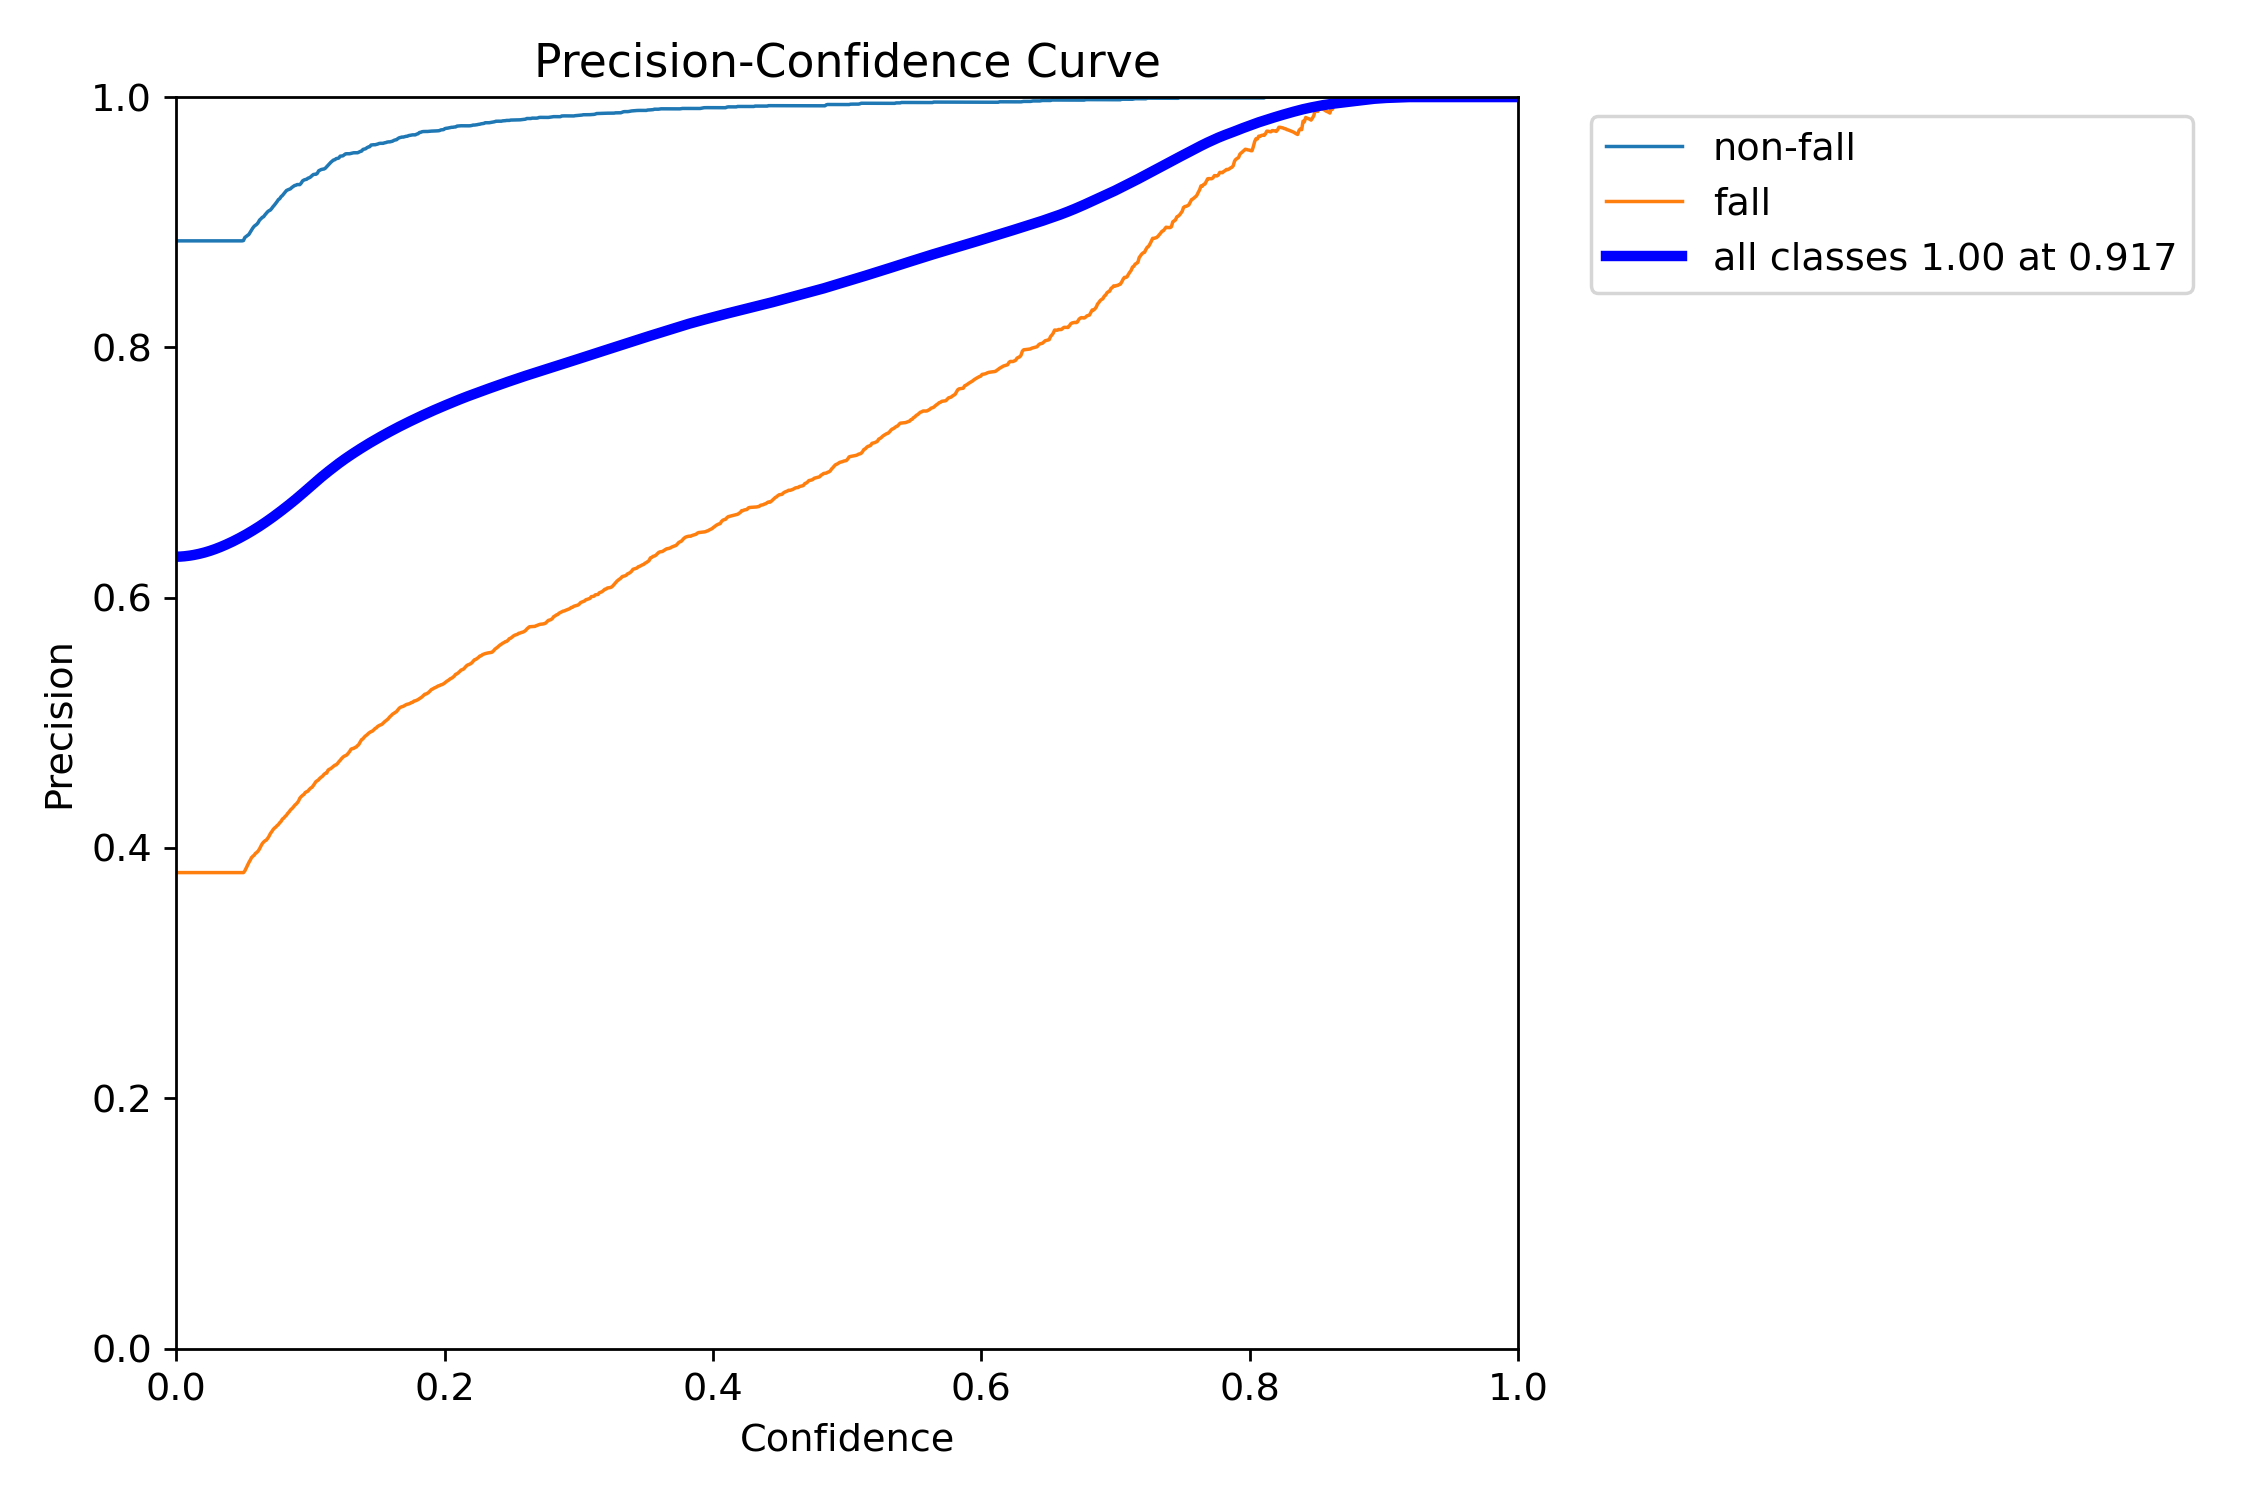 Precision-Confidence Curve
1.0
0.8
0.6
0.4
0.2
0.0
Precision
0.0 0.2 0.4 0.6 0.8 1.0
Confidence
non-fall
fall
all classes 1.00 at 0.917